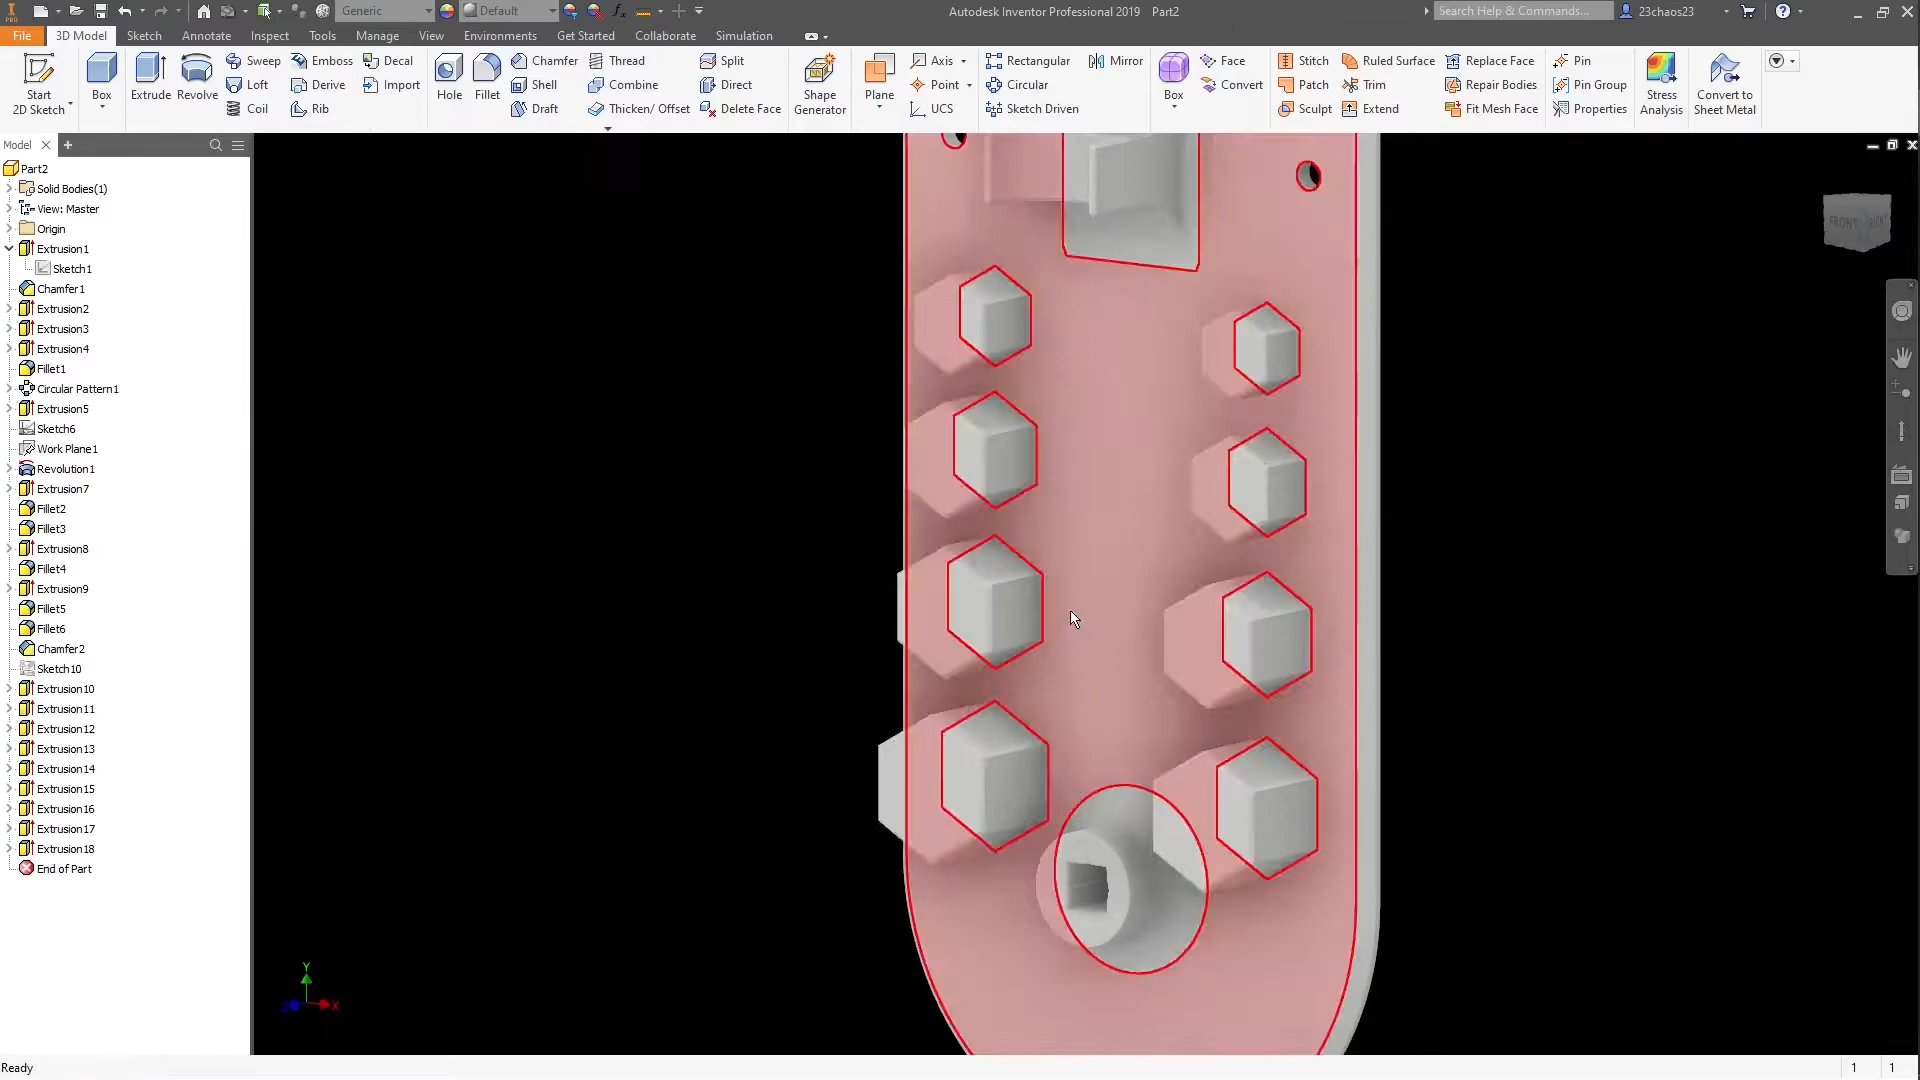 Generic
Default
Autodesk Inventor Professional 2019 Part2
Search Help & Commands...
23chaos23
File
3D Model
Sketch
Annotate
Inspect
Tools
Manage
View
Environments
Get Started
Collaborate
Simulation
Start
2D Sketch
Box
Extrude
Revolve
Sweep
Loft
Coil
Emboss
Derive
Rib
Decal
Import
Hole
Fillet
Chamfer
Shell
Draft
Thread
Combine
Thicken/ Offset
Split
Direct
Delete Face
Shape
Generator
Plane
Axis
Point
UCS
Rectangular
Circular
Sketch Driven
Mirror
Box
Face
Convert
Stitch
Patch
Sculpt
Ruled Surface
Trim
Extend
Replace Face
Repair Bodies
Fit Mesh Face
Pin
Pin Group
Properties
Stress
Analysis
Convert to
Sheet Metal
Model
Part2
Solid Bodies(1)
View: Master
Origin
Extrusion1
Sketch1
Chamfer1
Extrusion2
Extrusion3
Extrusion4
Fillet1
Circular Pattern1
Extrusion5
Sketch6
Work Plane1
Revolution1
Extrusion7
Fillet2
Fillet3
Extrusion8
Fillet4
Extrusion9
Fillet5
Fillet6
Chamfer2
Sketch10
Extrusion10
Extrusion11
Extrusion12
Extrusion13
Extrusion14
Extrusion15
Extrusion16
Extrusion17
Extrusion18
End of Part
FRONT RIGHT
Y
Z
X
Ready
1 1